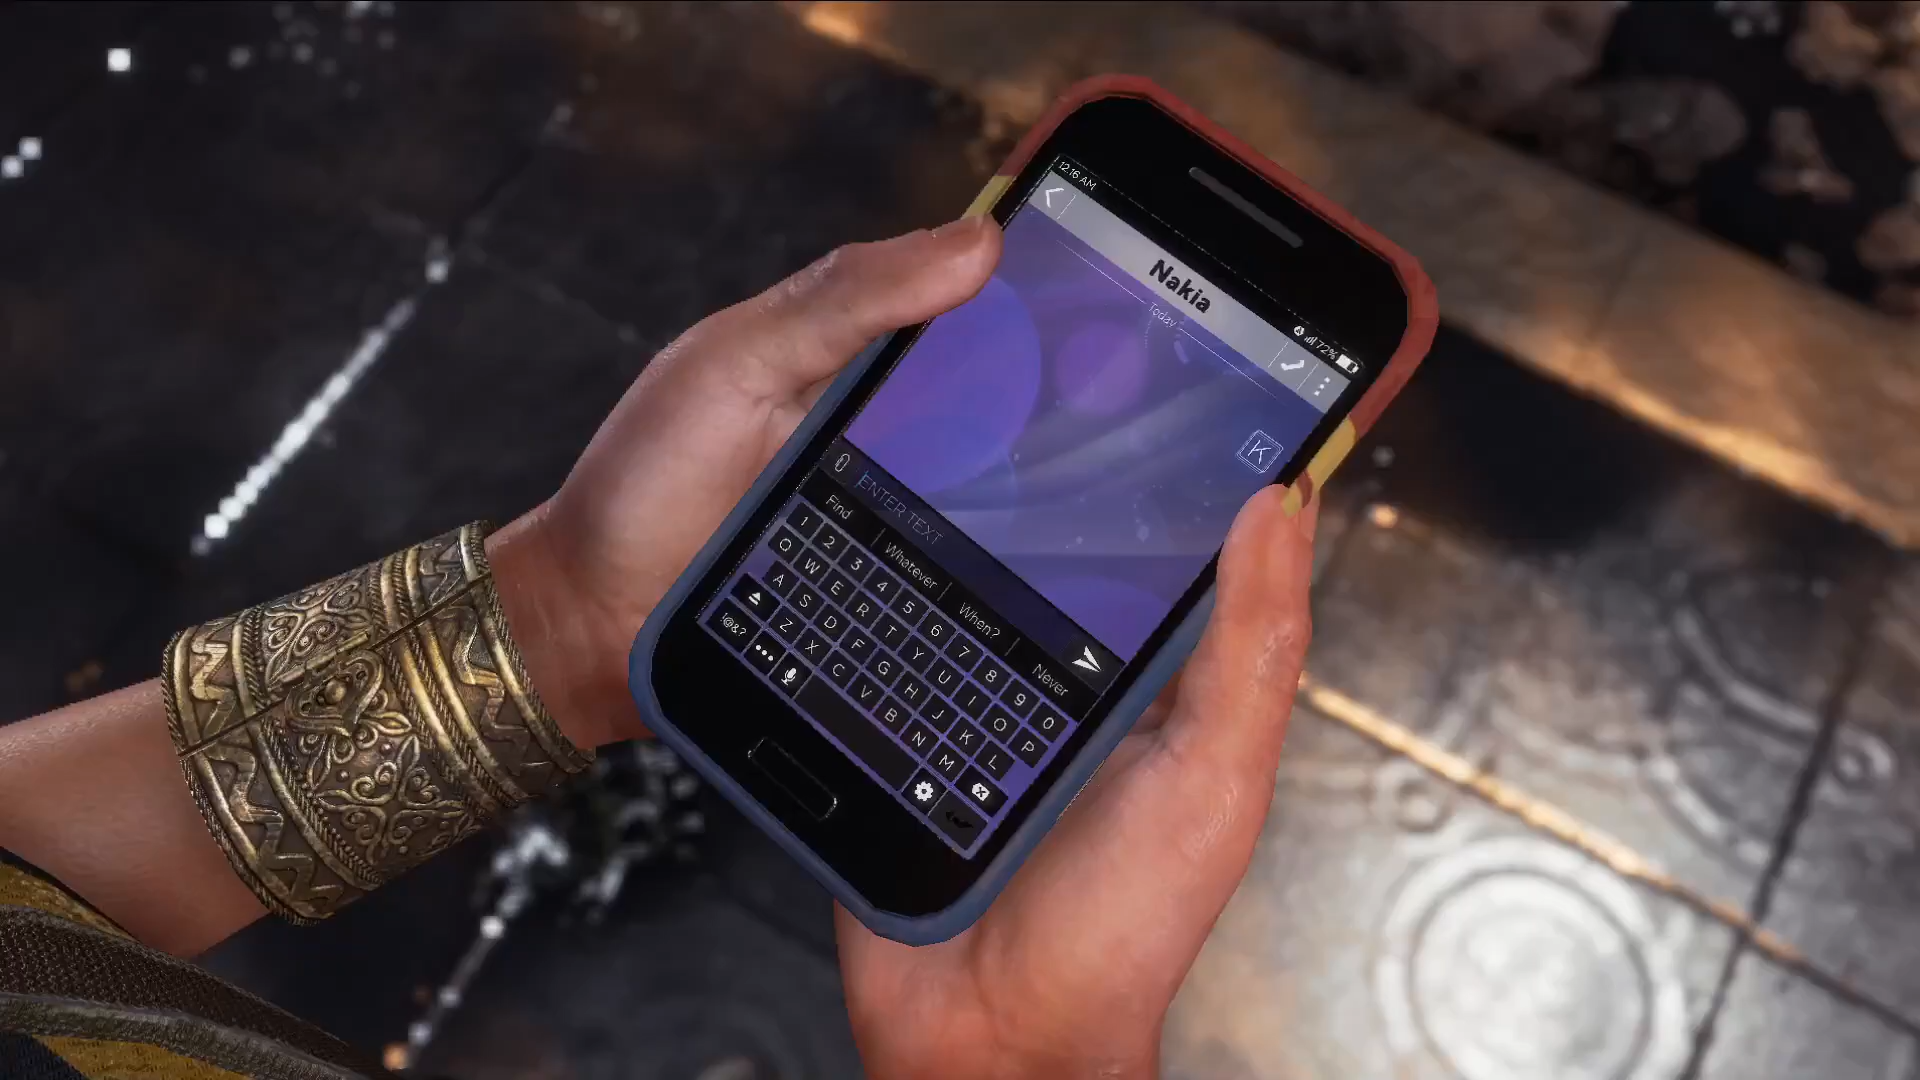 12:16 AM
72%
Nakia
Today
K
ENTER TEXT
Find Whatever When? Never
1 2 3 4 5 6 7 8 9 0
Q W E R T Y U I O P
A S D F G H J K L
Z X C V B N M
!@&?